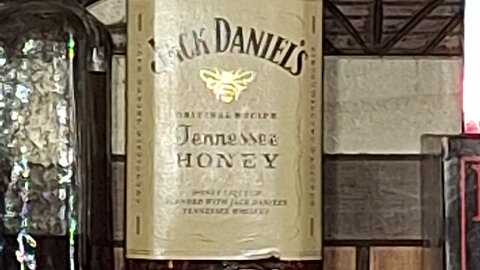 JACK DANIEL'S
ORIGINAL RECIPE
Tennessee
HONEY
HONEY LIQUEUR
BLENDED WITH JACK DANIEL'S
TENNESSEE WHISKEY